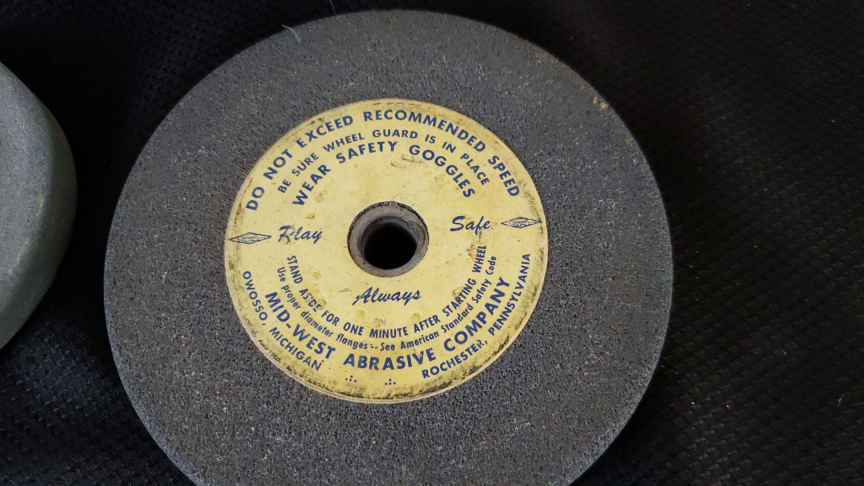 DO NOT EXCEED RECOMMENDED SPEED
BE SURE WHEEL GUARD IS IN PLACE
WEAR SAFETY GOGGLES
Play Safe
Always
STAND ASIDE FOR ONE MINUTE AFTER STARTING WHEEL
Use proper diameter flanges--See American Standard Safety Code
MID-WEST ABRASIVE COMPANY
OWOSSO, MICHIGAN
ROCHESTER, PENNSYLVANIA